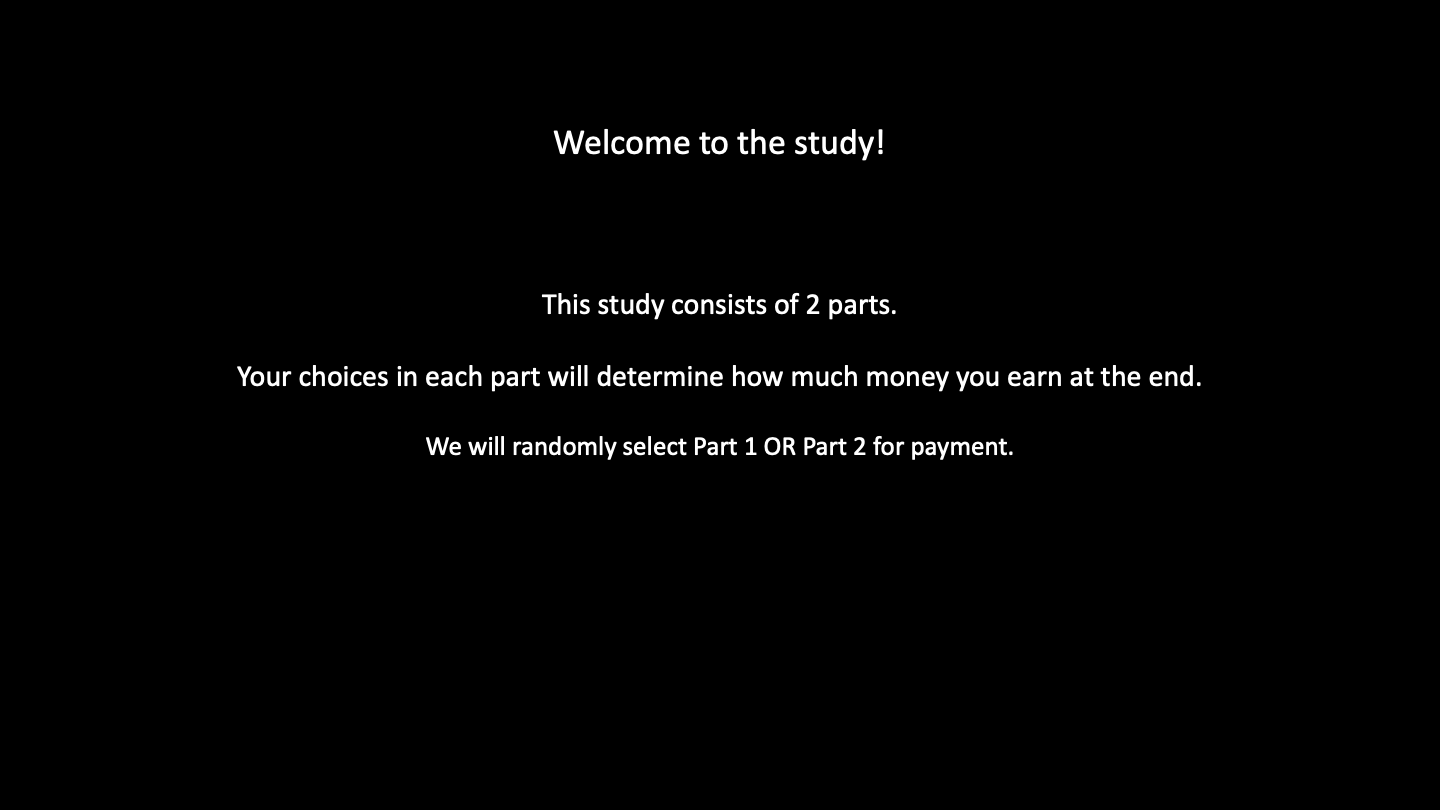 Welcome to the study!
This study consists of 2 parts.
Your choices in each part will determine how much money you earn at the end.
We will randomly select Part 1 OR Part 2 for payment.